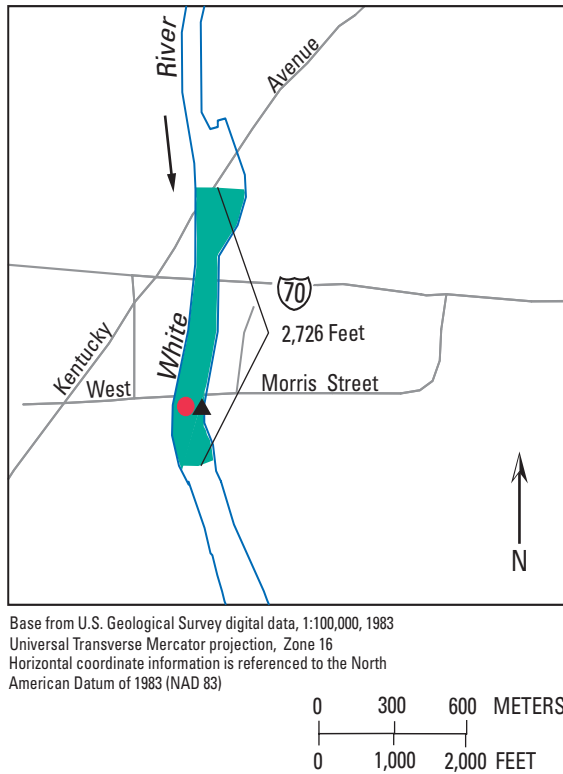 River
Avenue
70
2,726 Feet
White
Kentucky
West
Morris Street
N
Base from U.S. Geological Survey digital data, 1:100,000, 1983
Universal Transverse Mercator projection, Zone 16
Horizontal coordinate information is referenced to the North
American Datum of 1983 (NAD 83)
0 300 600 METERS
0 1,000 2,000 FEET